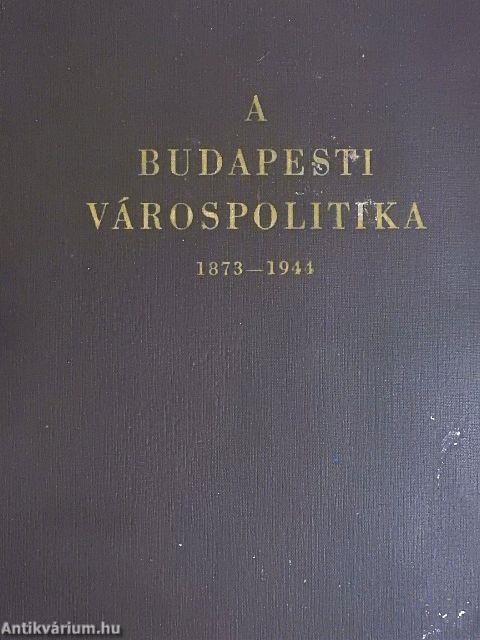 A
BUDAPESTI
VÁROSPOLITIKA
1873—1944
Antikvárium.hu